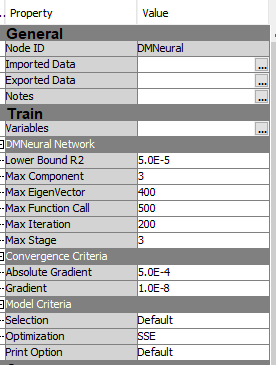 Property Value
General
Node ID DMNeural
Imported Data ...
Exported Data ...
Notes ...
Train
Variables ...
DMNeural Network
Lower Bound R2 5.0E-5
Max Component 3
Max EigenVector 400
Max Function Call 500
Max Iteration 200
Max Stage 3
Convergence Criteria
Absolute Gradient 5.0E-4
Gradient 1.0E-8
Model Criteria
Selection Default
Optimization SSE
Print Option Default